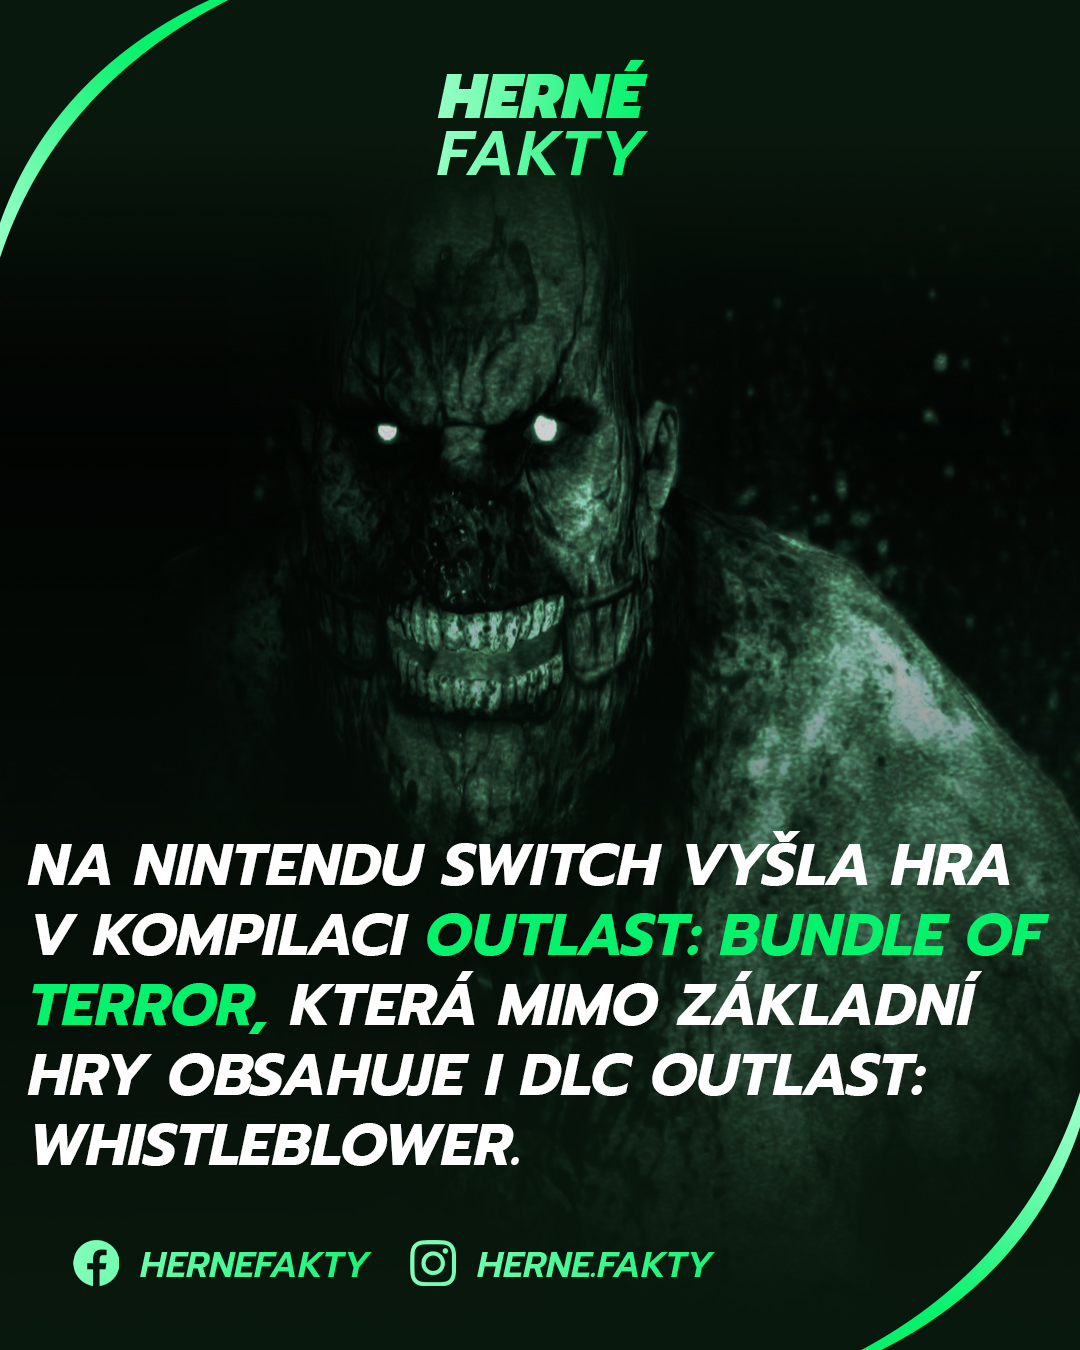 HERNÉ
FAKTY
NA NINTENDU SWITCH VYŠLA HRA
V KOMPILACI OUTLAST: BUNDLE OF
TERROR, KTERÁ MIMO ZÁKLADNÍ
HRY OBSAHUJE I DLC OUTLAST:
WHISTLEBLOWER.
HERNEFAKTY HERNE.FAKTY